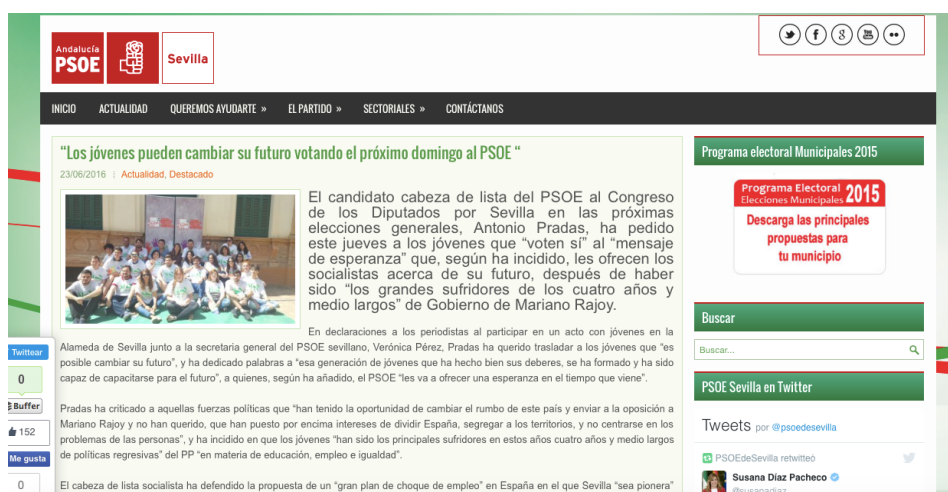 Andalucía
PSOE
Sevilla
INICIO
ACTUALIDAD
QUEREMOS AYUDARTE »
EL PARTIDO »
SECTORIALES »
CONTÁCTANOS
“Los jóvenes pueden cambiar su futuro votando el próximo domingo al PSOE “
23/06/2016 | Actualidad, Destacado
El candidato cabeza de lista del PSOE al Congreso
de los Diputados por Sevilla en las próximas
elecciones generales, Antonio Pradas, ha pedido
este jueves a los jóvenes que “voten sí” al “mensaje
de esperanza” que, según ha incidido, les ofrecen los
socialistas acerca de su futuro, después de haber
sido “los grandes sufridores de los cuatro años y
medio largos” de Gobierno de Mariano Rajoy.
En declaraciones a los periodistas al participar en un acto con jóvenes en la
Alameda de Sevilla junto a la secretaria general del PSOE sevillano, Verónica Pérez, Pradas ha querido trasladar a los jóvenes que “es
posible cambiar su futuro”, y ha dedicado palabras a “esa generación de jóvenes que ha hecho bien sus deberes, se ha formado y ha sido
capaz de capacitarse para el futuro”, a quienes, según ha añadido, el PSOE “les va a ofrecer una esperanza en el tiempo que viene”.
Pradas ha criticado a aquellas fuerzas políticas que “han tenido la oportunidad de cambiar el rumbo de este país y enviar a la oposición a
Mariano Rajoy y no han querido, que han puesto por encima intereses de dividir España, segregar a los territorios, y no centrarse en los
problemas de las personas”, y ha incidido en que los jóvenes “han sido los principales sufridores en estos años cuatro años y medio largos
de políticas regresivas” del PP “en materia de educación, empleo e igualdad”.
El cabeza de lista socialista ha defendido la propuesta de un “gran plan de choque de empleo” en España en el que Sevilla “sea pionera”
Twittear
0
Buffer
152
Me gusta
0
Programa electoral Municipales 2015
Programa Electoral
Elecciones Municipales 2015
Descarga las principales
propuestas para
tu municipio
Buscar
Buscar...
PSOE Sevilla en Twitter
Tweets por @psoedesevilla
PSOEdeSevilla retwitteó
Susana Díaz Pacheco
@susanadiaz